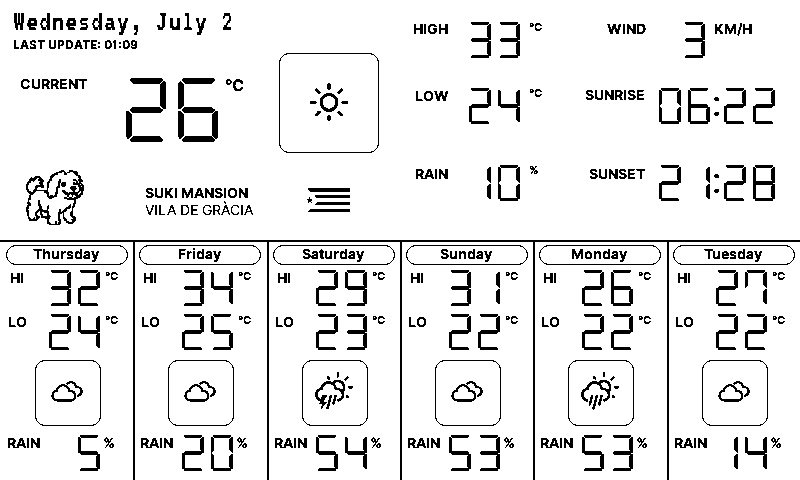 Wednesday, July 2
LAST UPDATE: 01:09
CURRENT 26 °C
SUKI MANSION
VILA DE GRÀCIA
HIGH 33 °C
LOW 24 °C
RAIN 10 %
WIND 3 KM/H
SUNRISE 06:22
SUNSET 21:28
Thursday
HI 32 °C
LO 24 °C
RAIN 5 %
Friday
HI 34 °C
LO 25 °C
RAIN 20 %
Saturday
HI 29 °C
LO 23 °C
RAIN 54 %
Sunday
HI 31 °C
LO 22 °C
RAIN 53 %
Monday
HI 26 °C
LO 22 °C
RAIN 53 %
Tuesday
HI 27 °C
LO 22 °C
RAIN 14 %